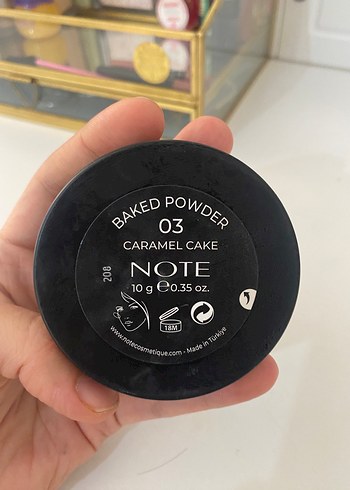 BAKED POWDER
03
CARAMEL CAKE
NOTE
10 g ℮0.35 oz.
208
18M
www.notecosmetique.com - Made in Türkiye